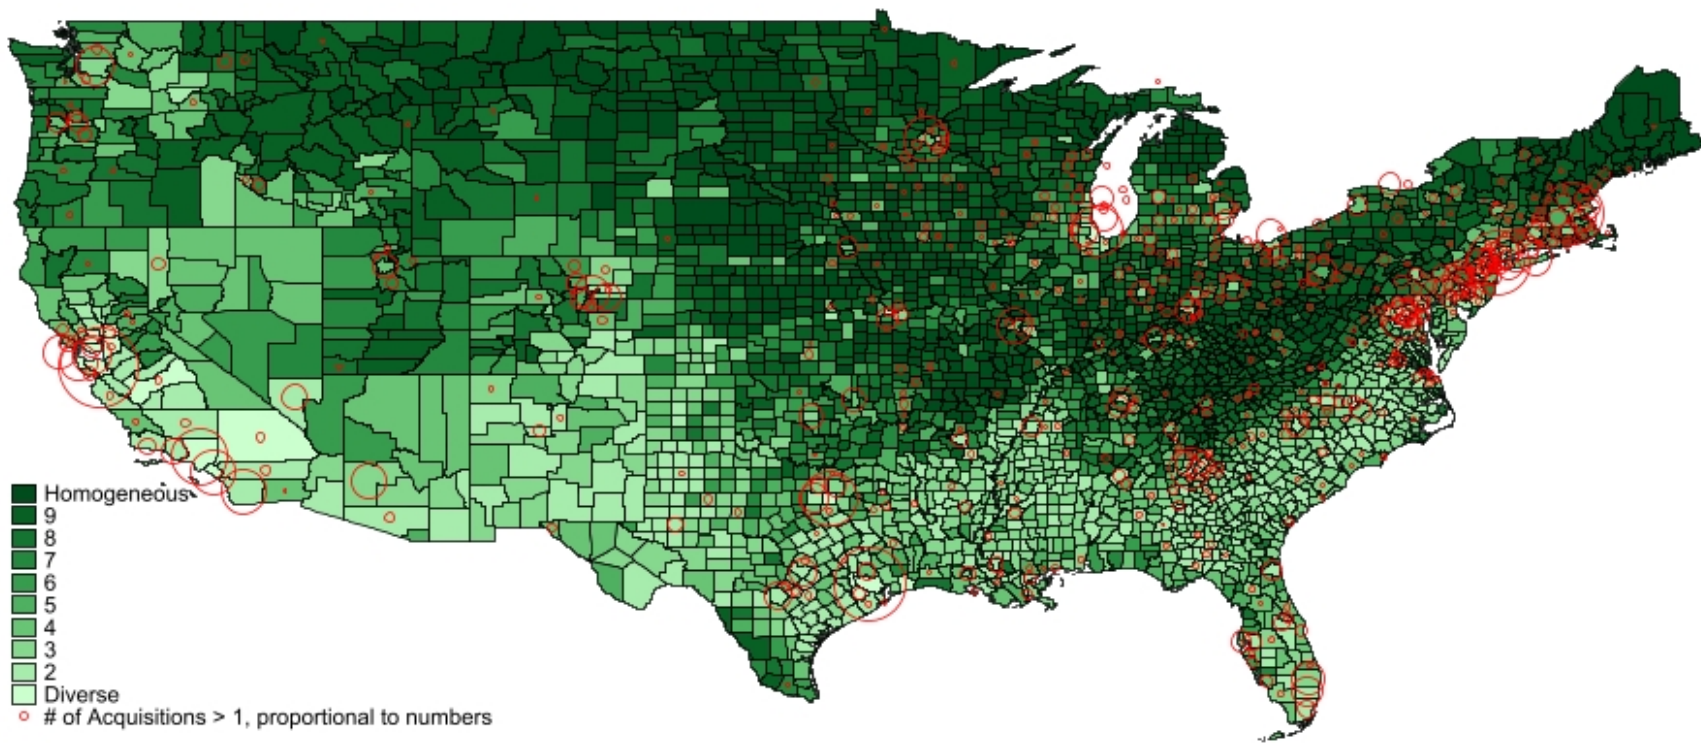 Homogeneous
9
8
7
6
5
4
3
2
Diverse
# of Acquisitions > 1, proportional to numbers